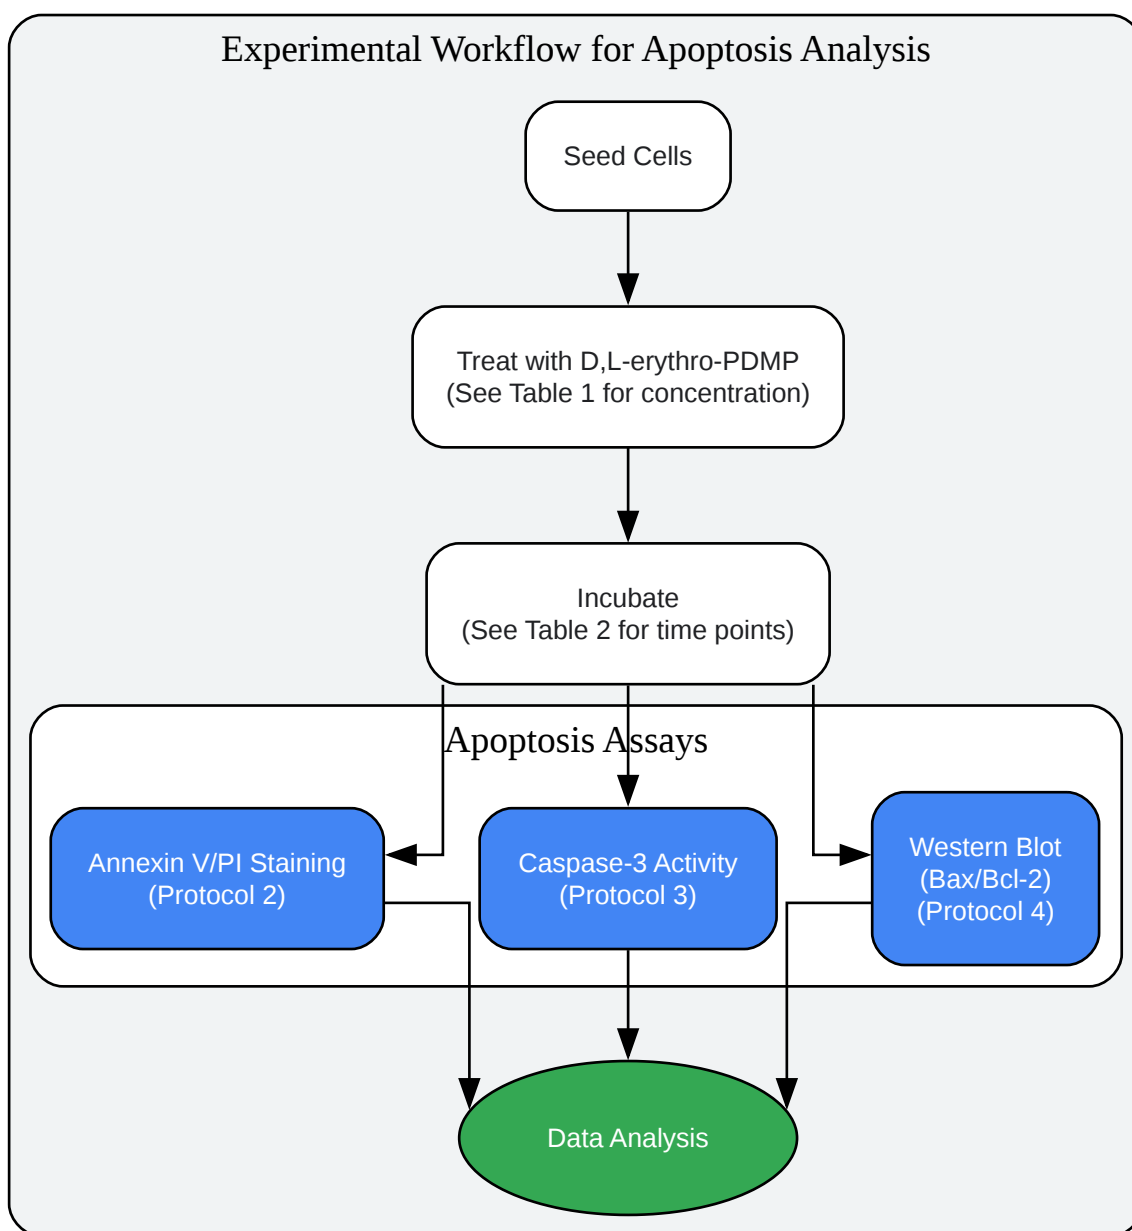 Experimental Workflow for Apoptosis Analysis
Seed Cells
Treat with D,L-erythro-PDMP
(See Table 1 for concentration)
Incubate
(See Table 2 for time points)
Apoptosis Assays
Annexin V/PI Staining
(Protocol 2)
Caspase-3 Activity
(Protocol 3)
Western Blot
(Bax/Bcl-2)
(Protocol 4)
Data Analysis